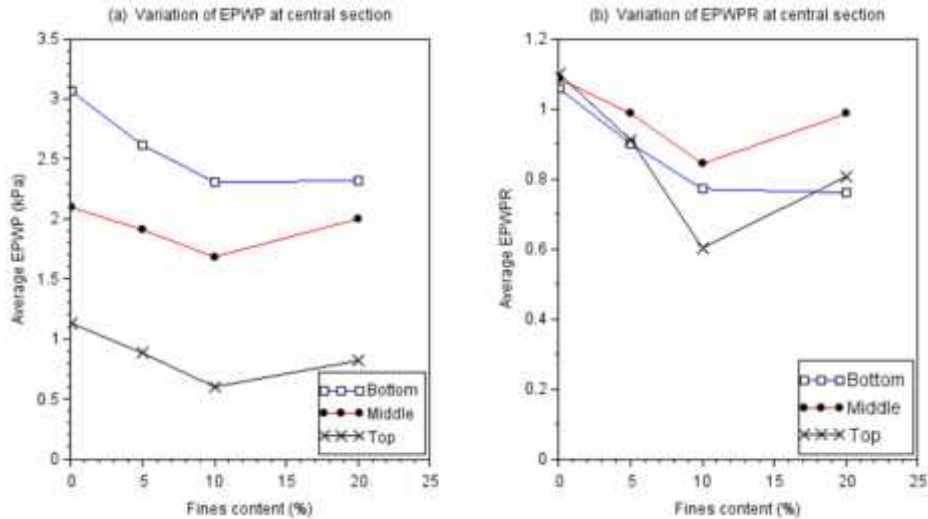 (a) Variation of EPWP at central section
3.5
3
2.5
2
1.5
1
0.5
0
Average EPWP (kPa)
0 5 10 15 20 25
Fines content (%)
Bottom
Middle
Top
(b) Variation of EPWPR at central section
1.2
1
0.8
0.6
0.4
0.2
0
Average EPWPR
0 5 10 15 20 25
Fines content (%)
Bottom
Middle
Top